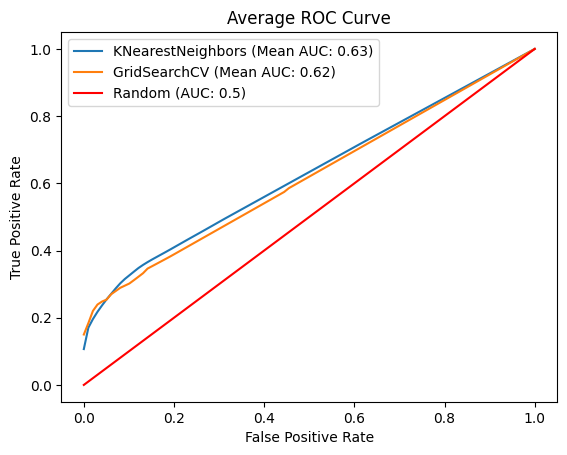 Average ROC Curve
KNearestNeighbors (Mean AUC: 0.63)
GridSearchCV (Mean AUC: 0.62)
Random (AUC: 0.5)
True Positive Rate
1.0
0.8
0.6
0.4
0.2
0.0
0.0 0.2 0.4 0.6 0.8 1.0
False Positive Rate